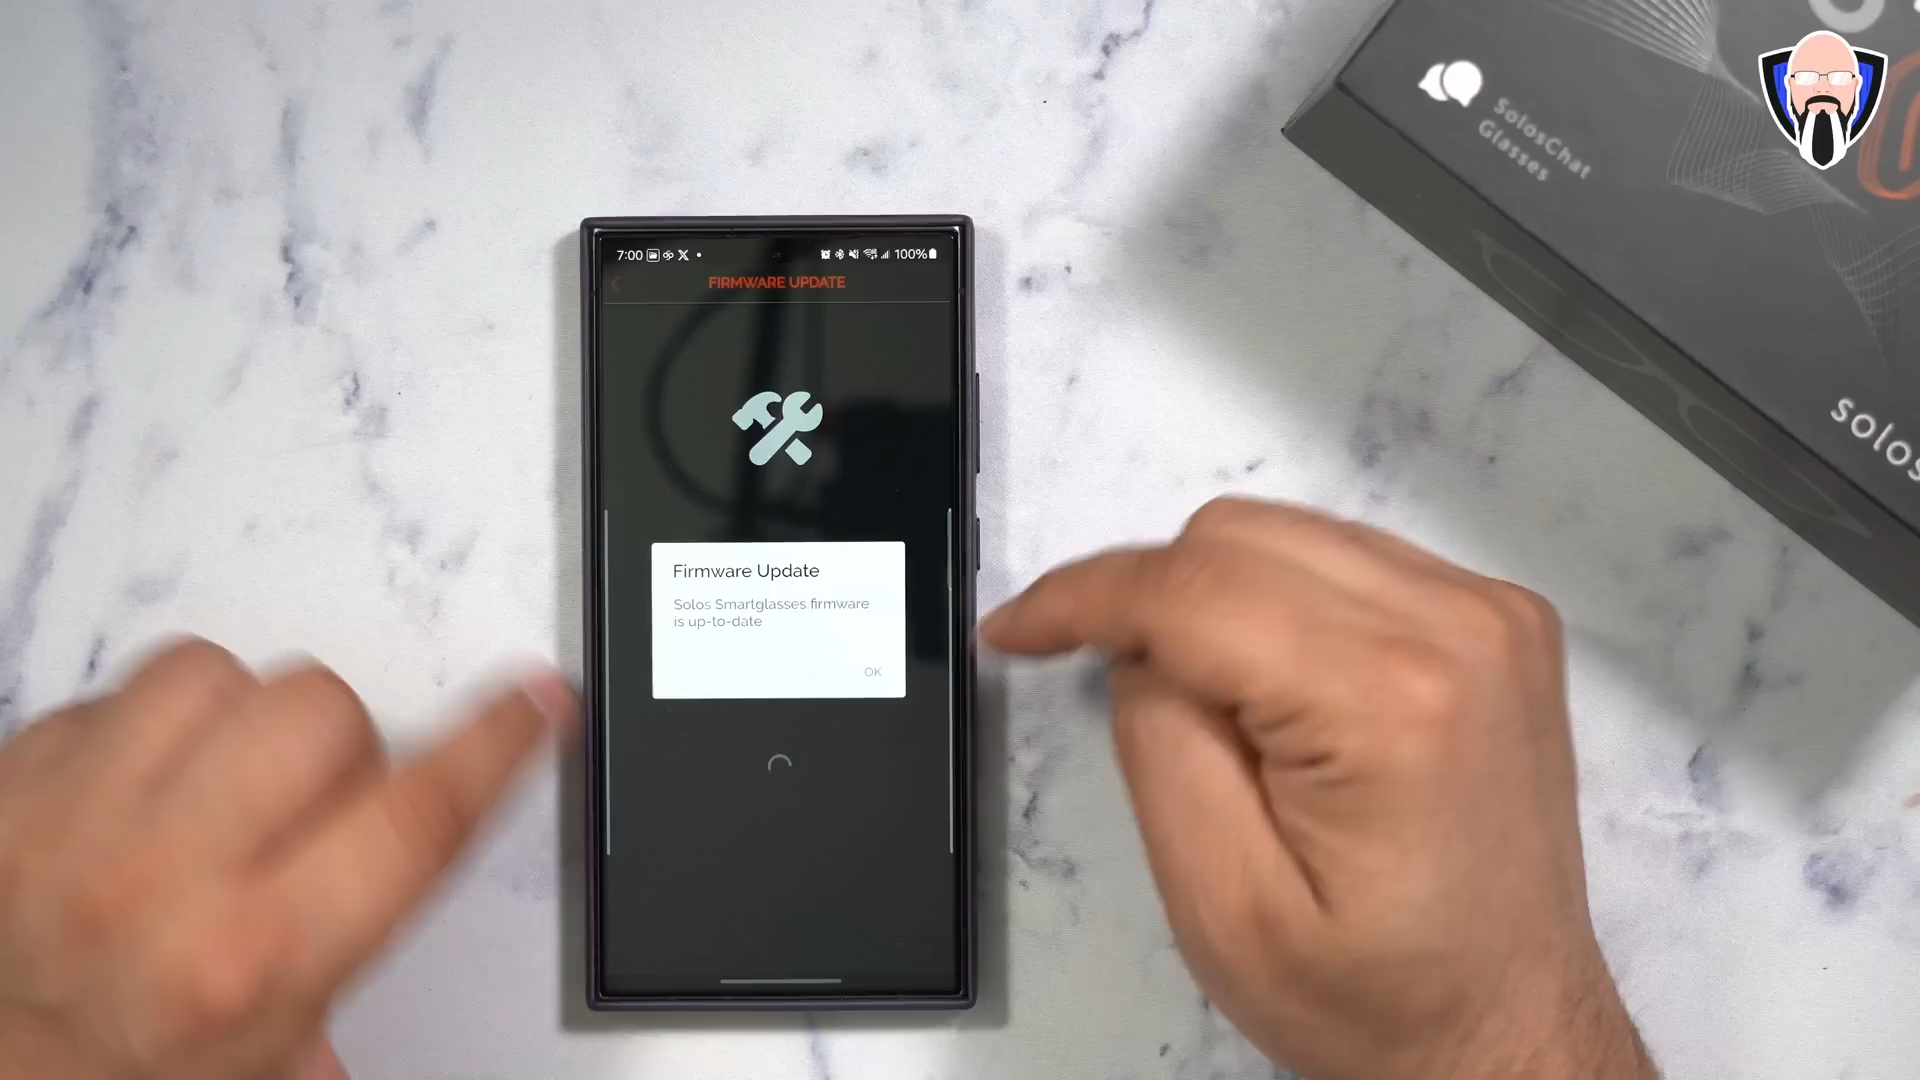 7:00
100%
FIRMWARE UPDATE
Firmware Update
Solos Smartglasses firmware
is up-to-date
OK
SolosChat
Glasses
solos